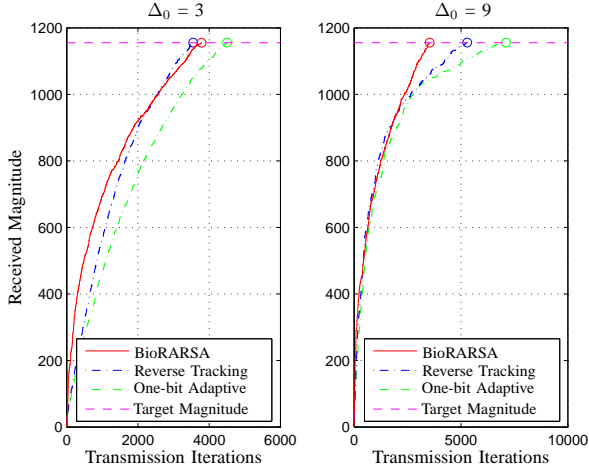 Δ₀ = 3
1200
1000
800
600
400
200
0
Received Magnitude
BioRARSA
Reverse Tracking
One-bit Adaptive
Target Magnitude
0 2000 4000 6000
Transmission Iterations
Δ₀ = 9
1200
1000
800
600
400
200
0
BioRARSA
Reverse Tracking
One-bit Adaptive
Target Magnitude
0 5000 10000
Transmission Iterations